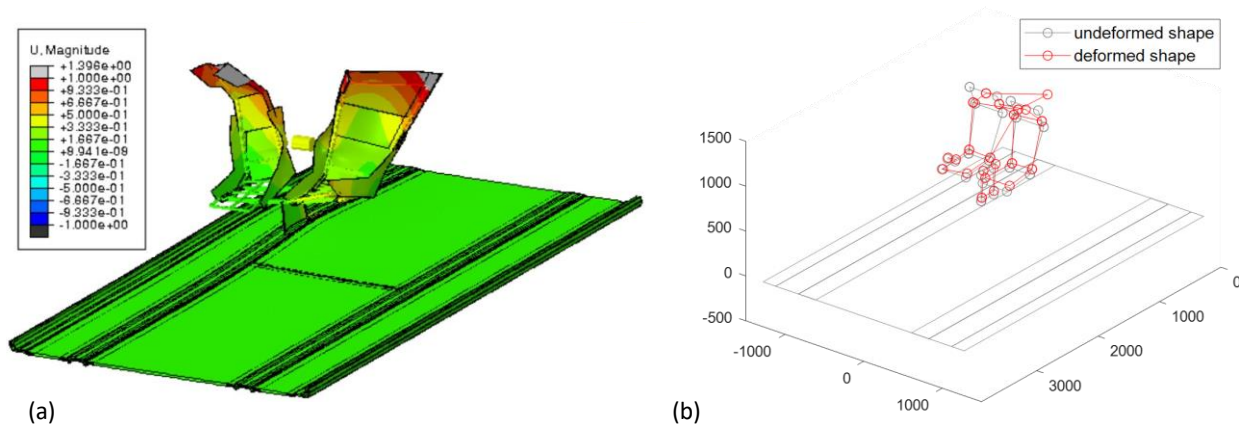 U, Magnitude
+1.396e+00
+1.000e+00
+8.333e-01
+6.667e-01
+5.000e-01
+3.333e-01
+1.667e-01
+9.941e-09
-1.667e-01
-3.333e-01
-5.000e-01
-6.667e-01
-8.333e-01
-1.000e+00
(a)
undeformed shape
deformed shape
1500
1000
500
0
-500
-1000
0
1000
0
1000
2000
3000
(b)